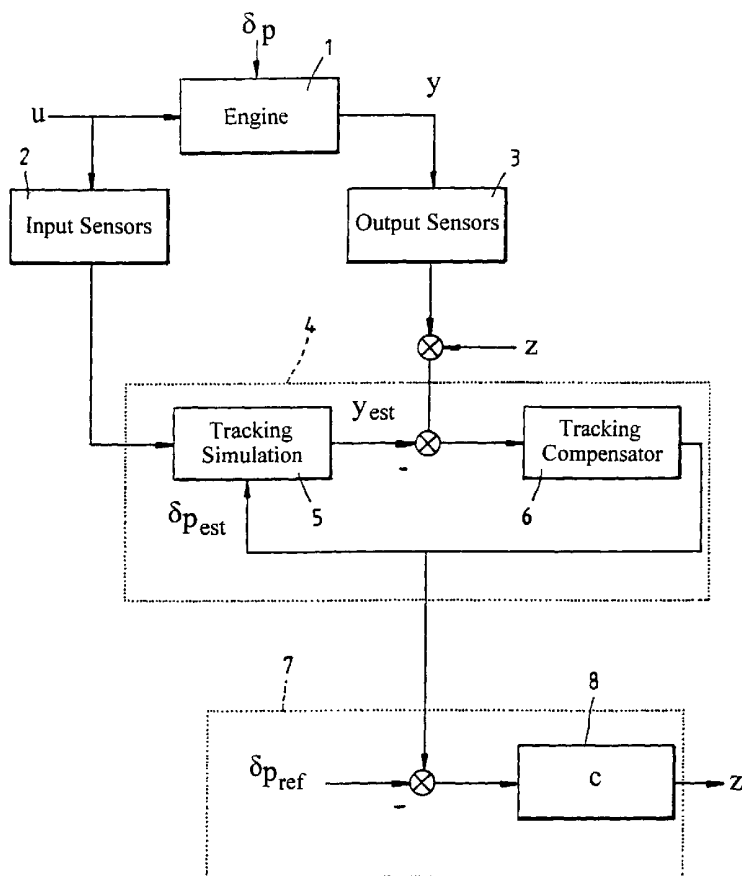 δp
1
Engine
u
y
2
Input Sensors
3
Output Sensors
z
4
Tracking
Simulation
5
yest
-
Tracking
Compensator
6
δpest
7
8
δpref
-
c
z